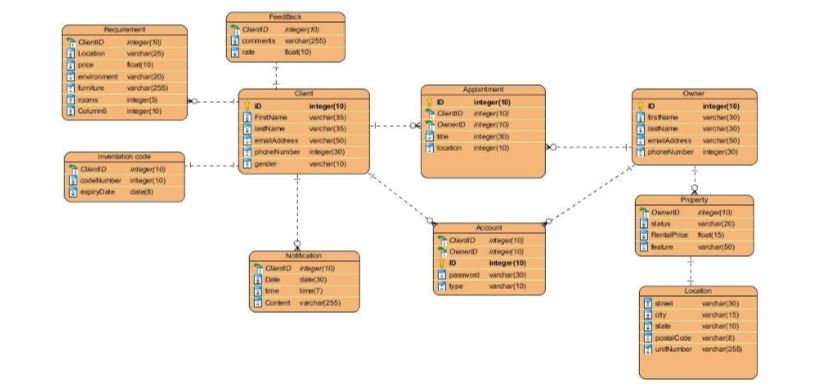 Requirement
ClientID integer(10)
Location varchar(25)
price float(10)
environment varchar(20)
furniture varchar(255)
rooms integer(5)
Column6 integer(10)
FeedBack
ClientID integer(10)
comments varchar(255)
rate float(10)
Client
ID integer(10)
FirstName varchar(35)
lastName varchar(35)
emailAddress varchar(50)
phoneNumber integer(30)
gender varchar(10)
Appointment
ID integer(10)
ClientID integer(10)
OwnerID integer(10)
title integer(30)
location integer(10)
Owner
ID integer(10)
firstName varchar(30)
lastName varchar(30)
emailAddress varchar(50)
phoneNumber integer(30)
Inventation code
ClientID integer(10)
codeNumber integer(10)
expiryDate date(8)
Notification
ClientID integer(10)
Date date(30)
time time(7)
Content varchar(255)
Account
ClientID integer(10)
OwnerID integer(10)
ID integer(10)
password varchar(30)
type varchar(10)
Property
OwnerID integer(10)
status varchar(20)
RentalPrice float(15)
feature varchar(50)
Location
street varchar(30)
city varchar(15)
state varchar(10)
postalCode varchar(8)
unitNumber varchar(255)